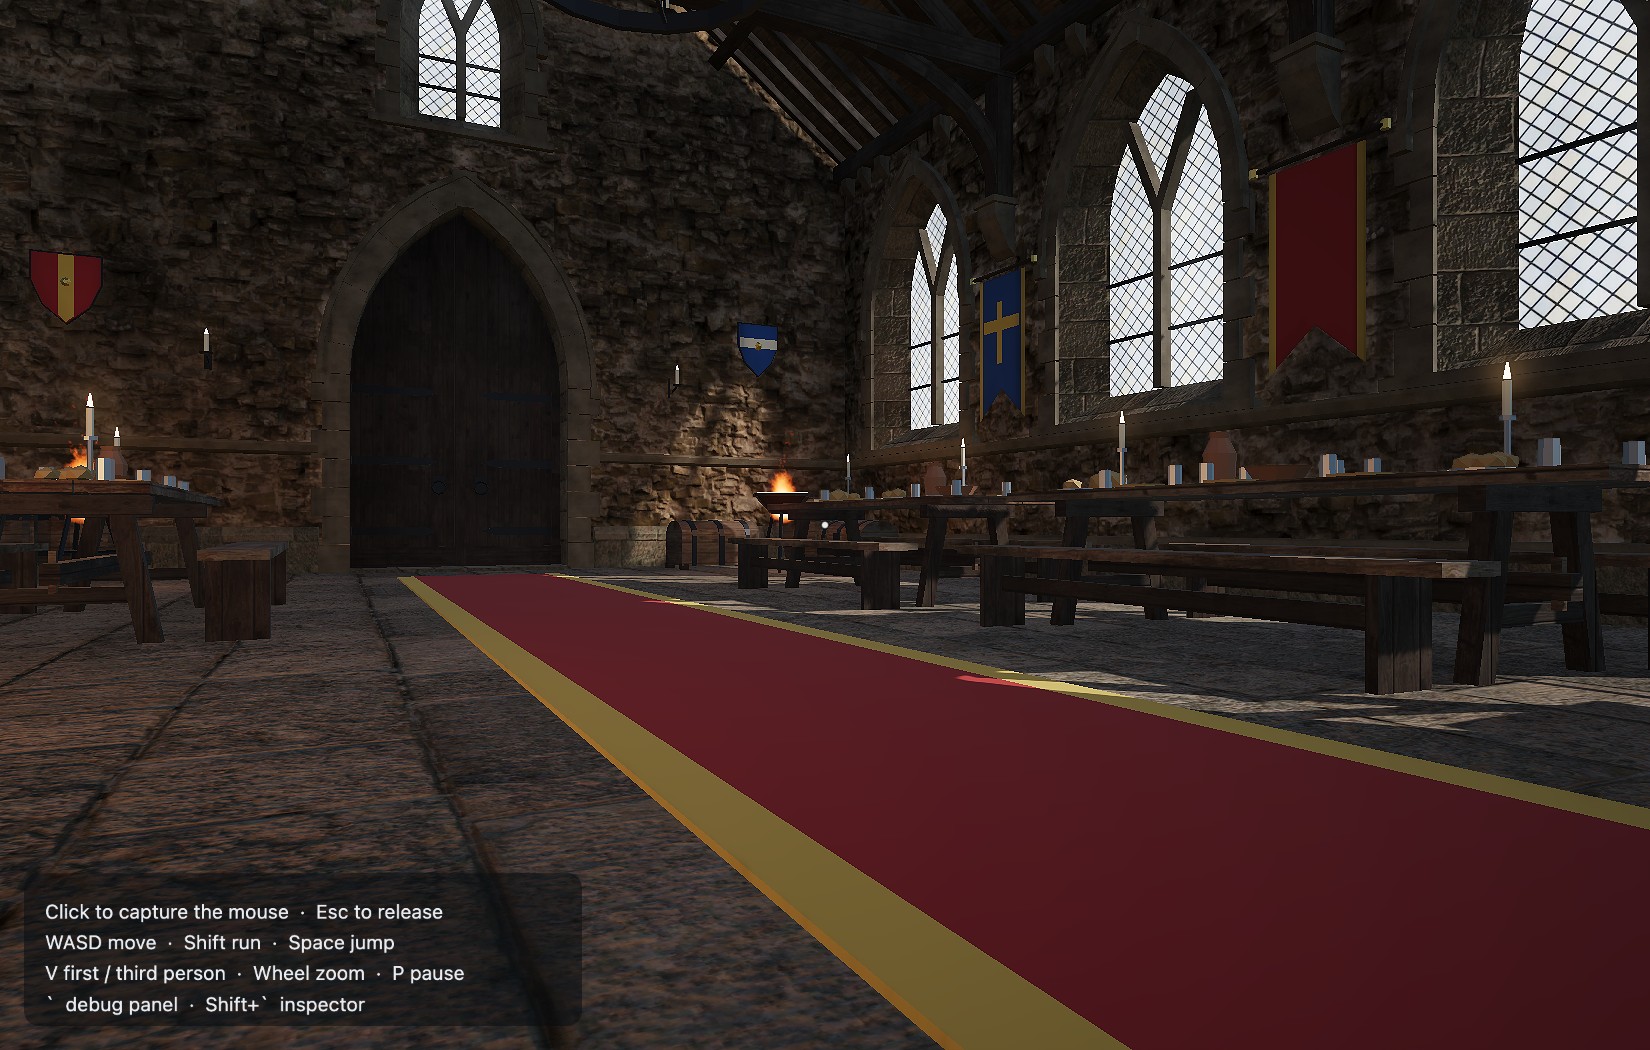 Click to capture the mouse · Esc to release
WASD move · Shift run · Space jump
V first / third person · Wheel zoom · P pause
` debug panel · Shift+` inspector